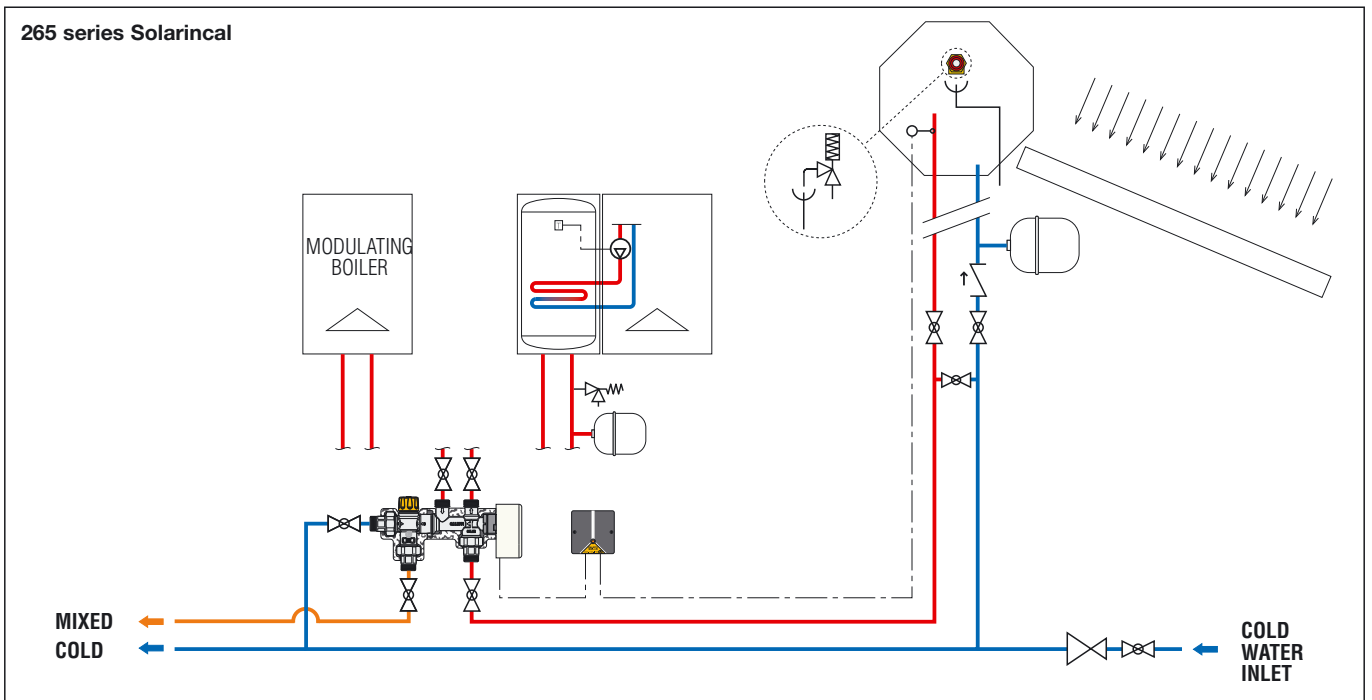 265 series Solarincal
MODULATING
BOILER
MIXED
COLD
COLD
WATER
INLET